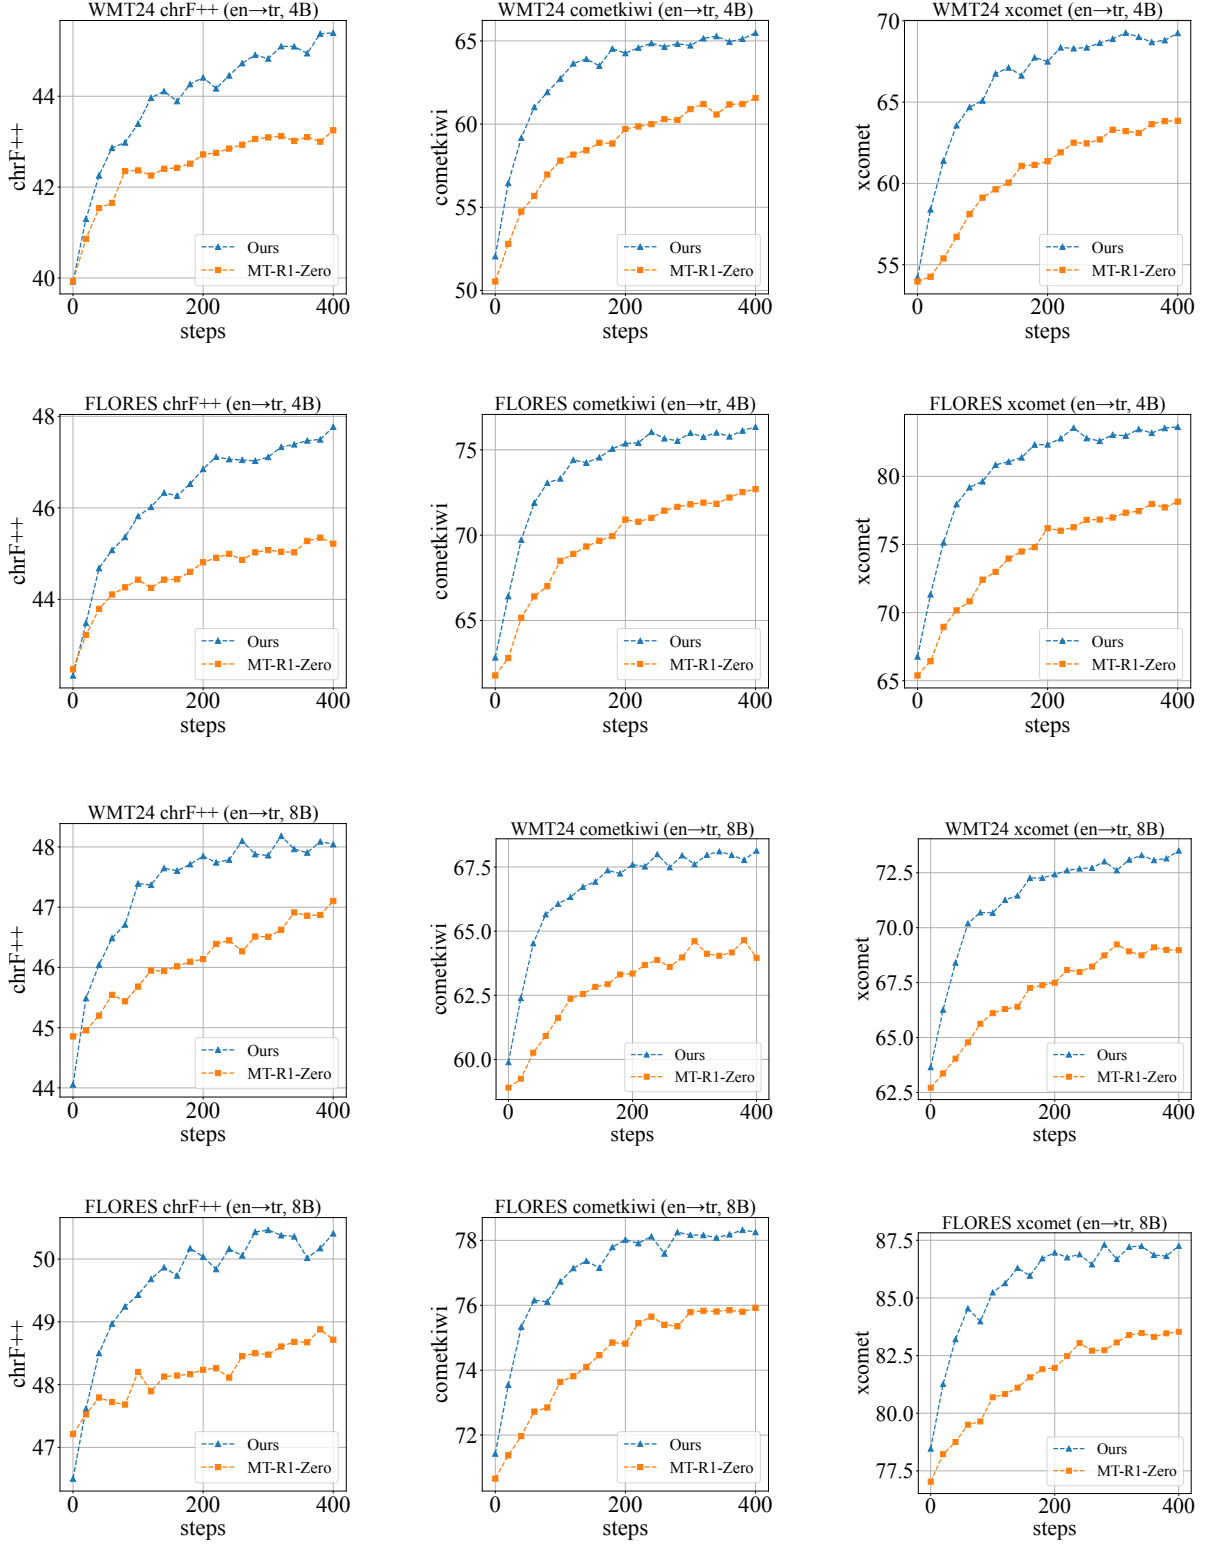 WMT24 chrF++ (en→tr, 4B)
chrF++
44
42
40
Ours
MT-R1-Zero
0
200
400
steps
WMT24 cometkiwi (en→tr, 4B)
cometkiwi
65
60
55
50
Ours
MT-R1-Zero
0
200
400
steps
WMT24 xcomet (en→tr, 4B)
xcomet
70
65
60
55
Ours
MT-R1-Zero
0
200
400
steps
FLORES chrF++ (en→tr, 4B)
chrF++
48
46
44
Ours
MT-R1-Zero
0
200
400
steps
FLORES cometkiwi (en→tr, 4B)
cometkiwi
75
70
65
Ours
MT-R1-Zero
0
200
400
steps
FLORES xcomet (en→tr, 4B)
xcomet
80
75
70
65
Ours
MT-R1-Zero
0
200
400
steps
WMT24 chrF++ (en→tr, 8B)
chrF++
48
47
46
45
44
Ours
MT-R1-Zero
0
200
400
steps
WMT24 cometkiwi (en→tr, 8B)
cometkiwi
67.5
65.0
62.5
60.0
Ours
MT-R1-Zero
0
200
400
steps
WMT24 xcomet (en→tr, 8B)
xcomet
72.5
70.0
67.5
65.0
62.5
Ours
MT-R1-Zero
0
200
400
steps
FLORES chrF++ (en→tr, 8B)
chrF++
50
49
48
47
Ours
MT-R1-Zero
0
200
400
steps
FLORES cometkiwi (en→tr, 8B)
cometkiwi
78
76
74
72
Ours
MT-R1-Zero
0
200
400
steps
FLORES xcomet (en→tr, 8B)
xcomet
87.5
85.0
82.5
80.0
77.5
Ours
MT-R1-Zero
0
200
400
steps